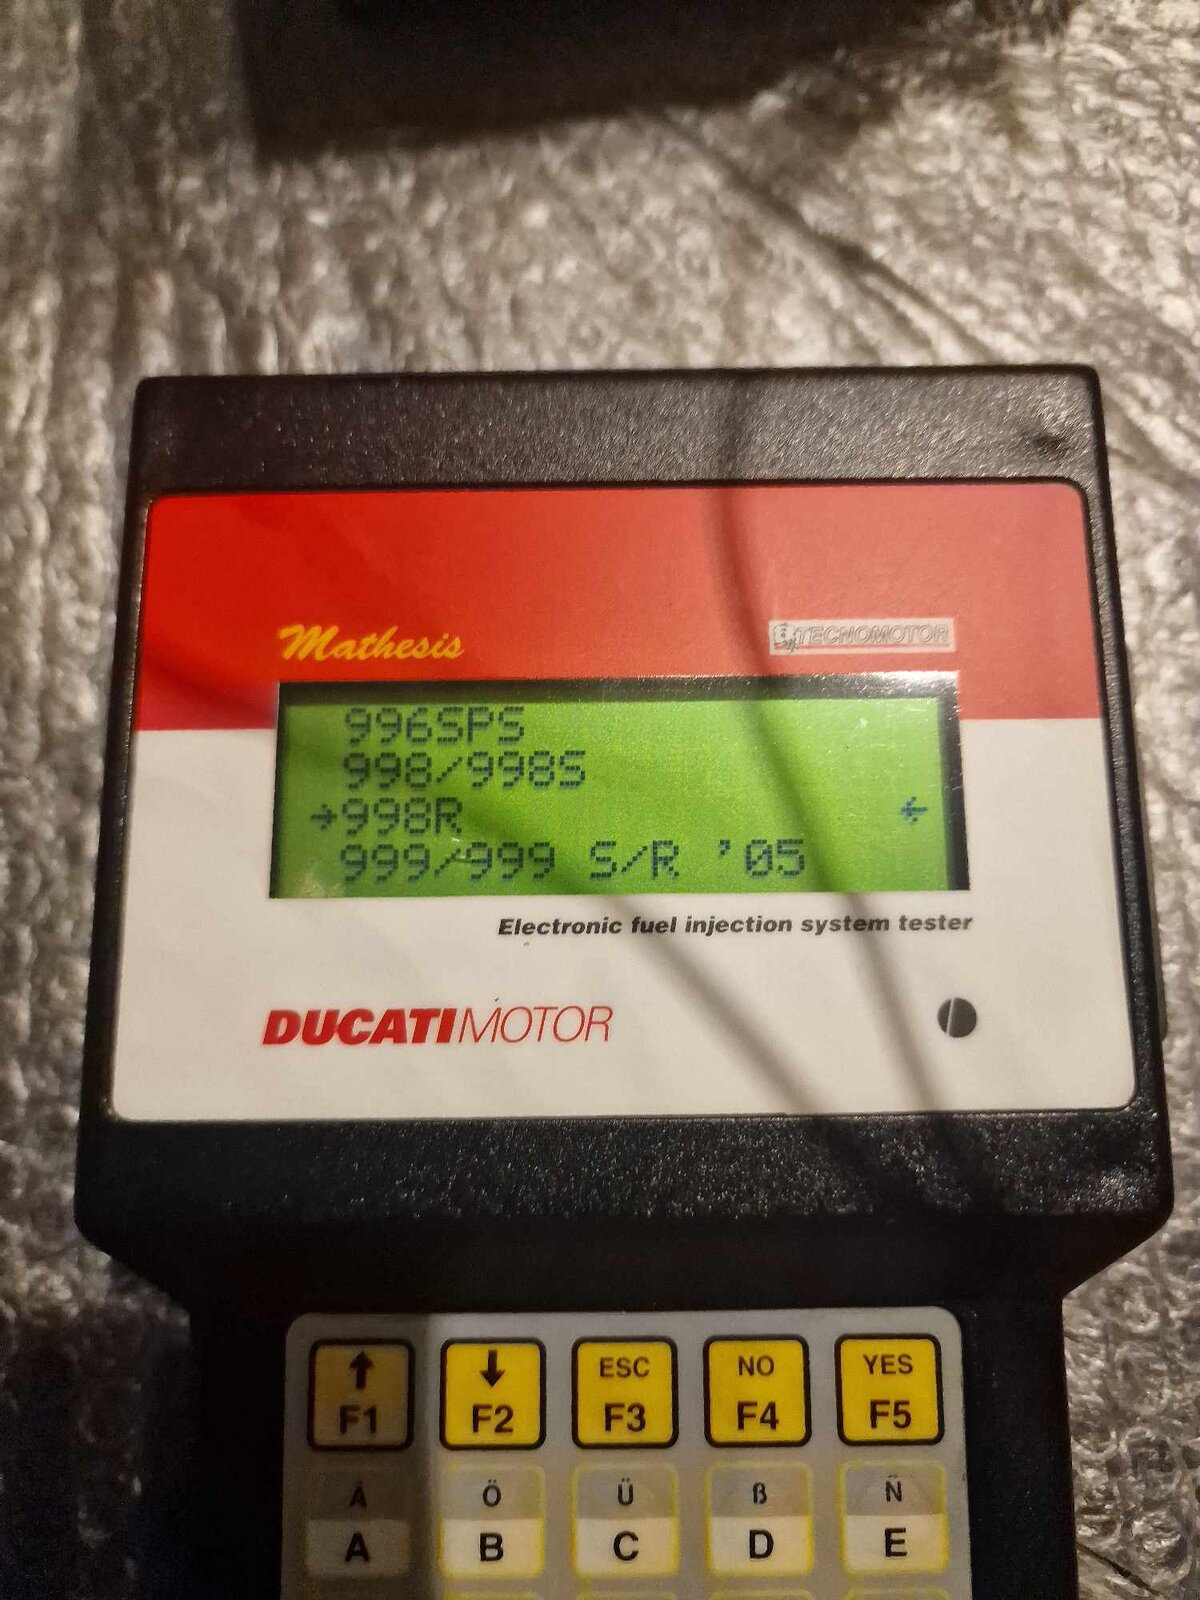 Mathesis
TECNOMOTOR
996SPS
998/998S
→998R ←
999/999 S/R '05
Electronic fuel injection system tester
DUCATIMOTOR
↑ ↓ ESC NO YES
F1 F2 F3 F4 F5
Ä Ö Ü ß Ñ
A B C D E